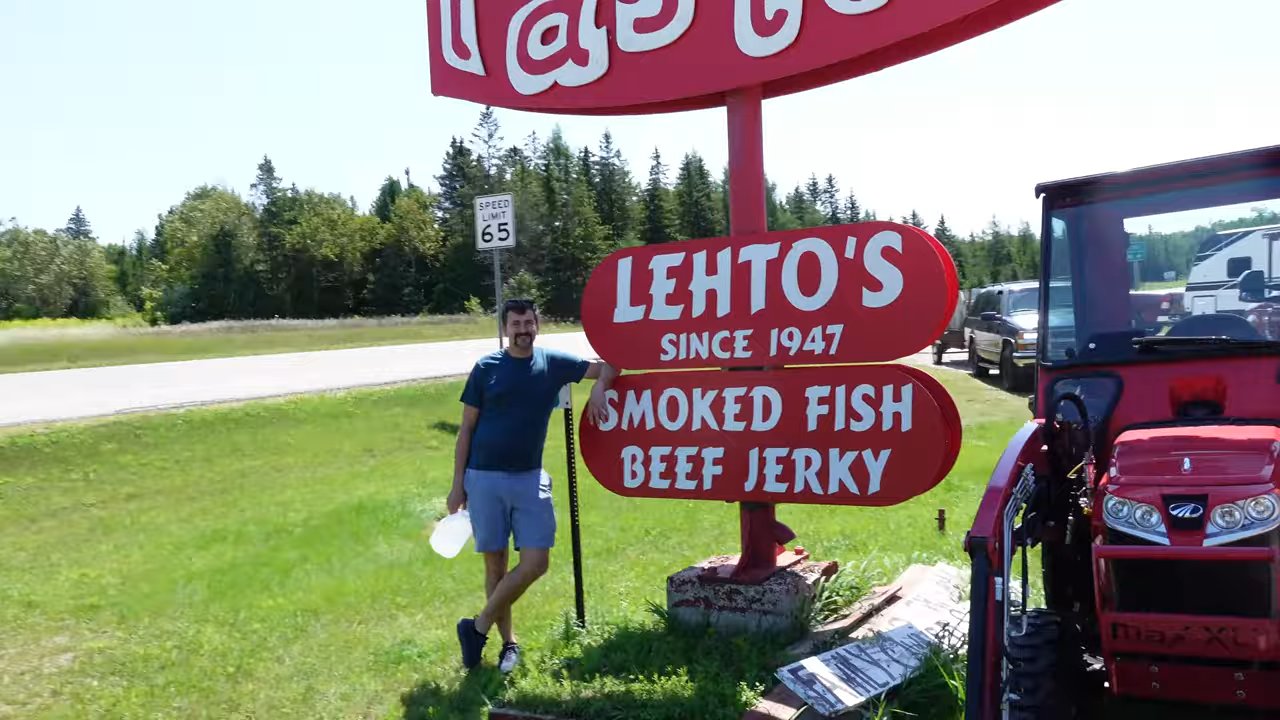 SPEED
LIMIT
65
LEHTO'S
SINCE 1947
SMOKED FISH
BEEF JERKY